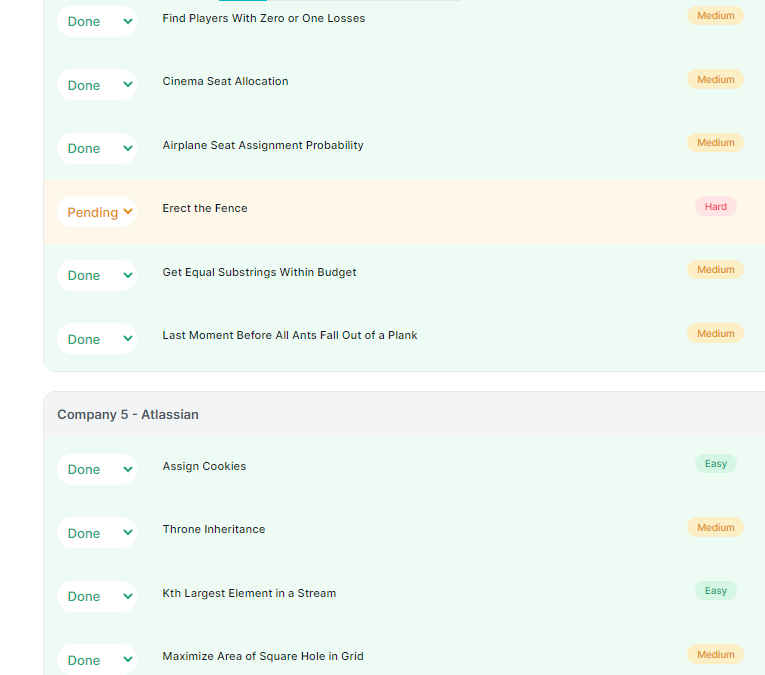 Done Find Players With Zero or One Losses Medium
Done Cinema Seat Allocation Medium
Done Airplane Seat Assignment Probability Medium
Pending Erect the Fence Hard
Done Get Equal Substrings Within Budget Medium
Done Last Moment Before All Ants Fall Out of a Plank Medium
Company 5 - Atlassian
Done Assign Cookies Easy
Done Throne Inheritance Medium
Done Kth Largest Element in a Stream Easy
Done Maximize Area of Square Hole in Grid Medium